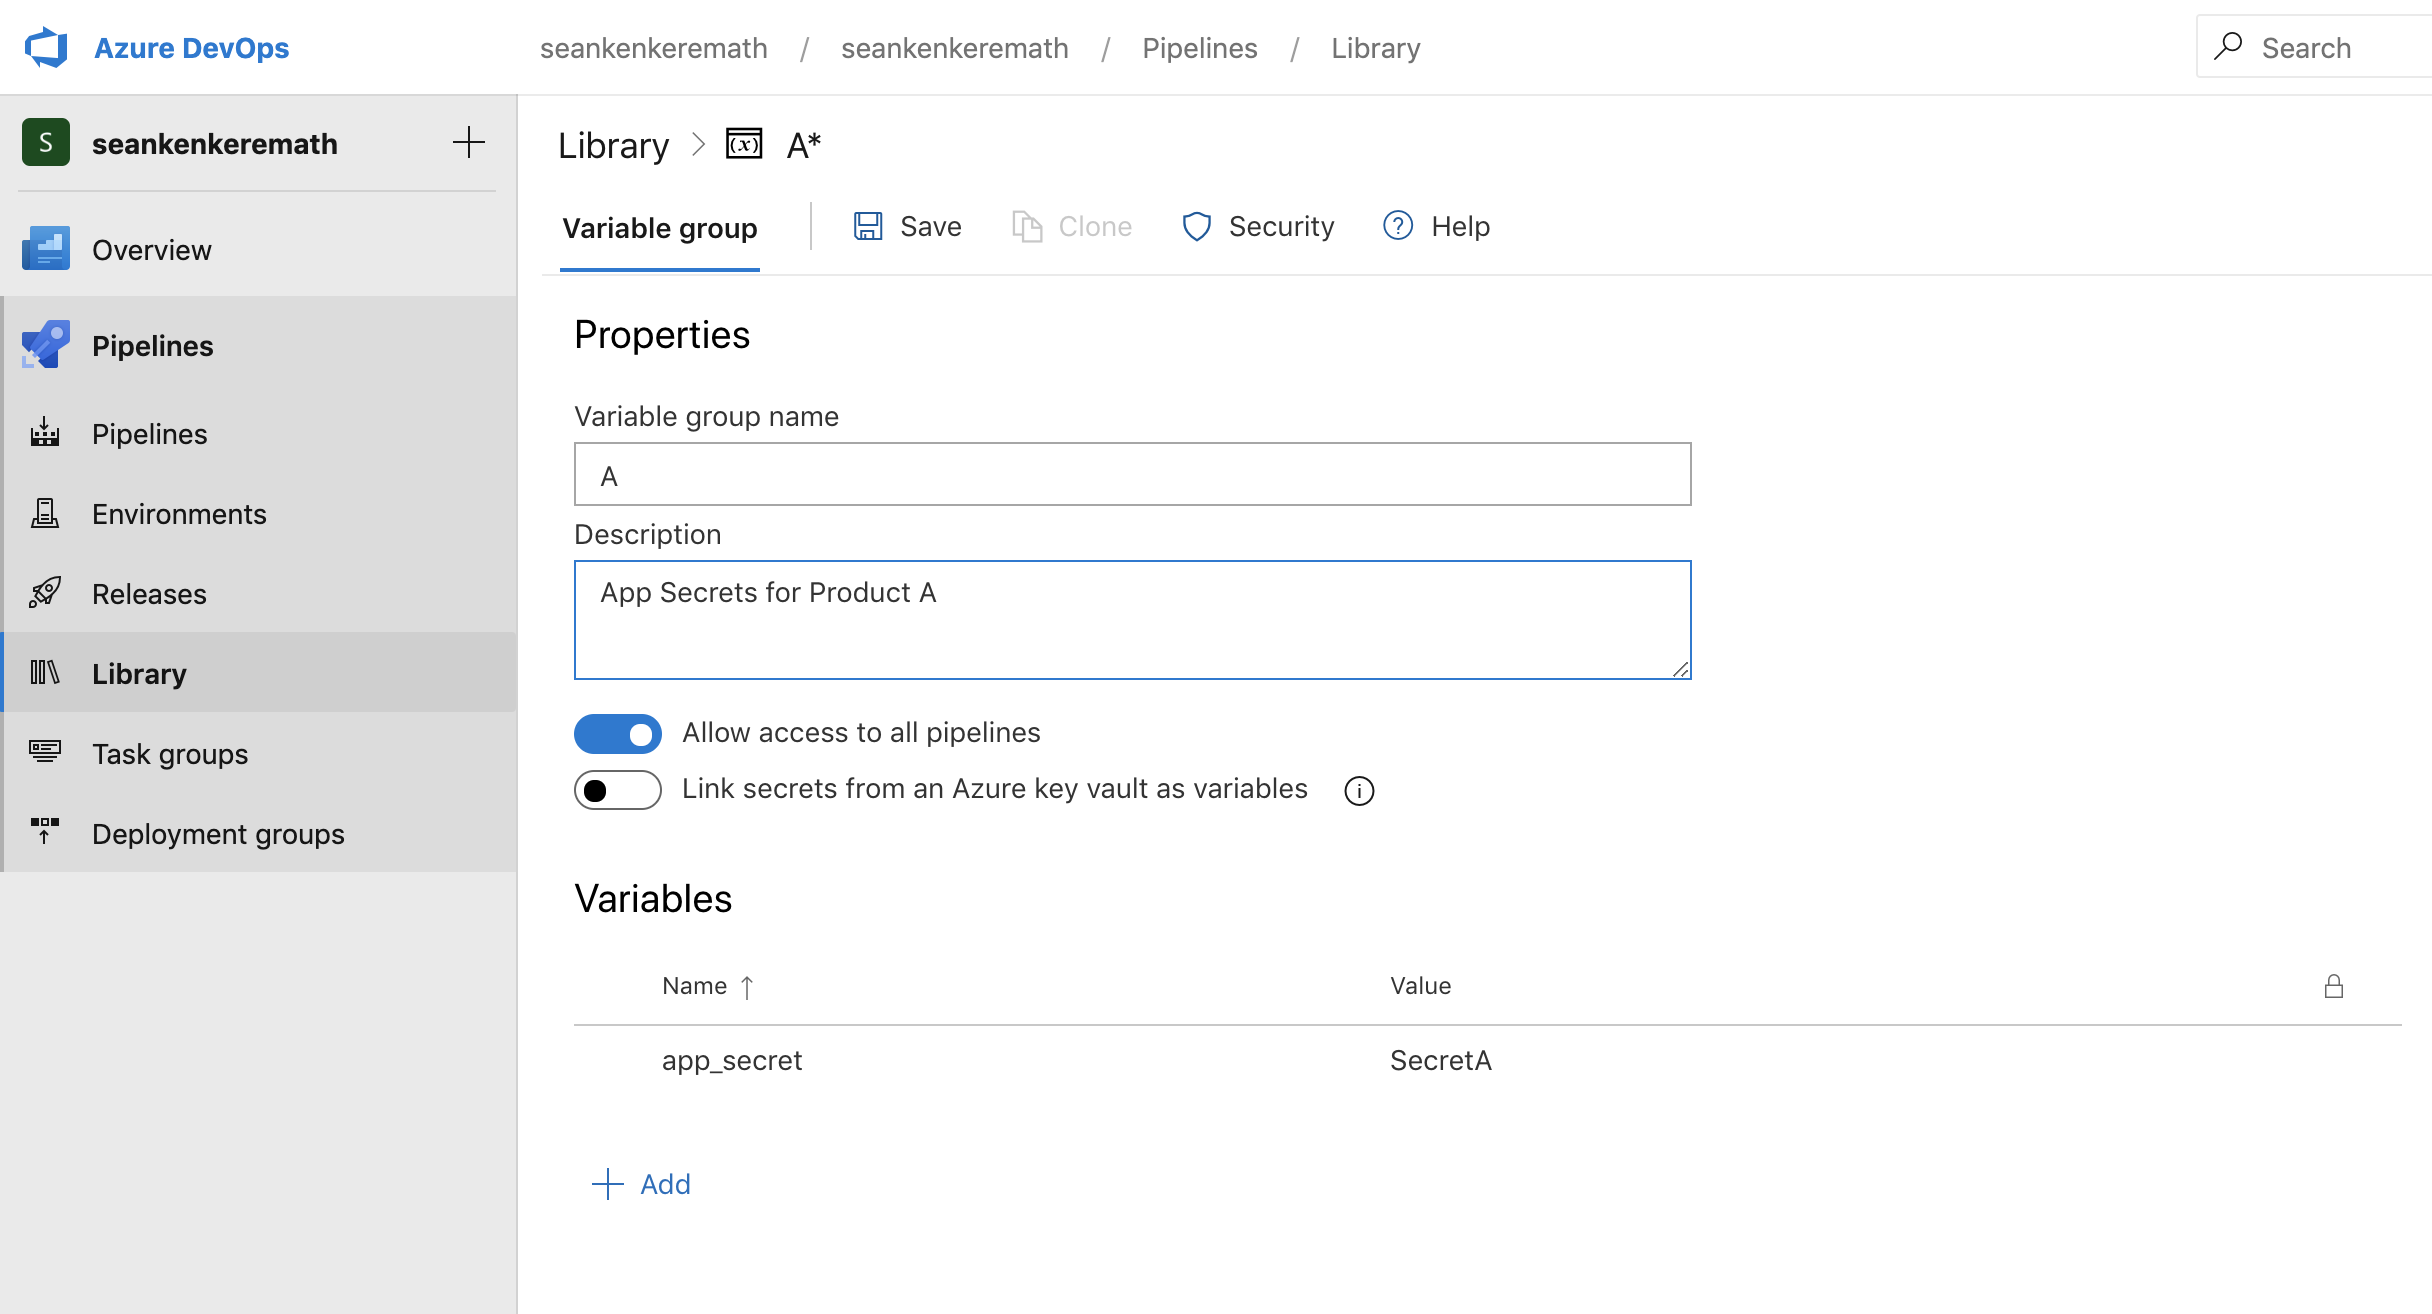 Azure DevOps
seankenkeremath / seankenkeremath / Pipelines / Library
Search
S seankenkeremath
Overview
Pipelines
Pipelines
Environments
Releases
Library
Task groups
Deployment groups
Library > (x) A*
Variable group Save Clone Security ? Help
Properties
Variable group name
A
Description
App Secrets for Product A
Allow access to all pipelines
Link secrets from an Azure key vault as variables i
Variables
Name ↑ Value
app_secret SecretA
+ Add